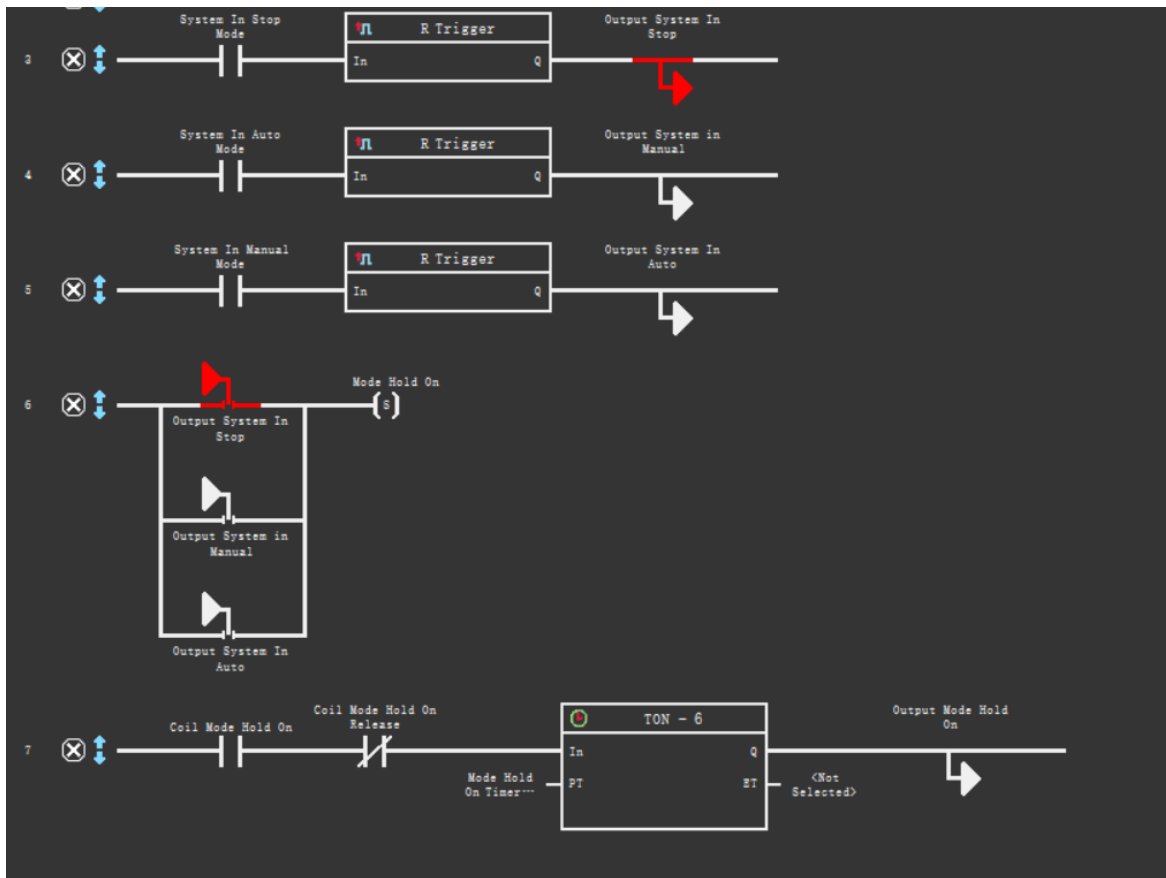 System In Stop
Mode
R Trigger
Output System In
Stop
3
In
Q
System In Auto
Mode
R Trigger
Output System in
Manual
4
In
Q
System In Manual
Mode
R Trigger
Output System In
Auto
5
In
Q
Mode Hold On
6
S
Output System In
Stop
Output System in
Manual
Output System In
Auto
Coil Mode Hold On
Coil Mode Hold On
Release
TON - 6
Output Mode Hold
On
7
In
Q
Mode Hold
On Timer···
PT
ET
<Not
Selected>